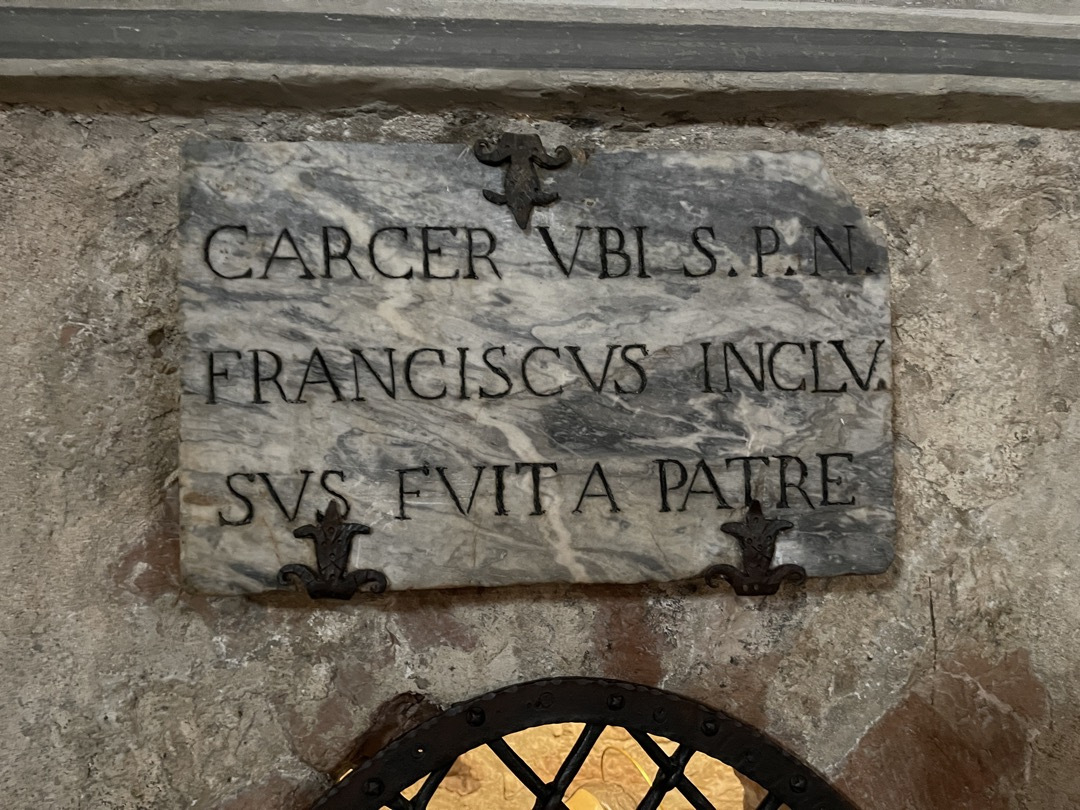 CARCER VBI S. P. N.
FRANCISCVS INCLV.
SVS FVIT A PATRE